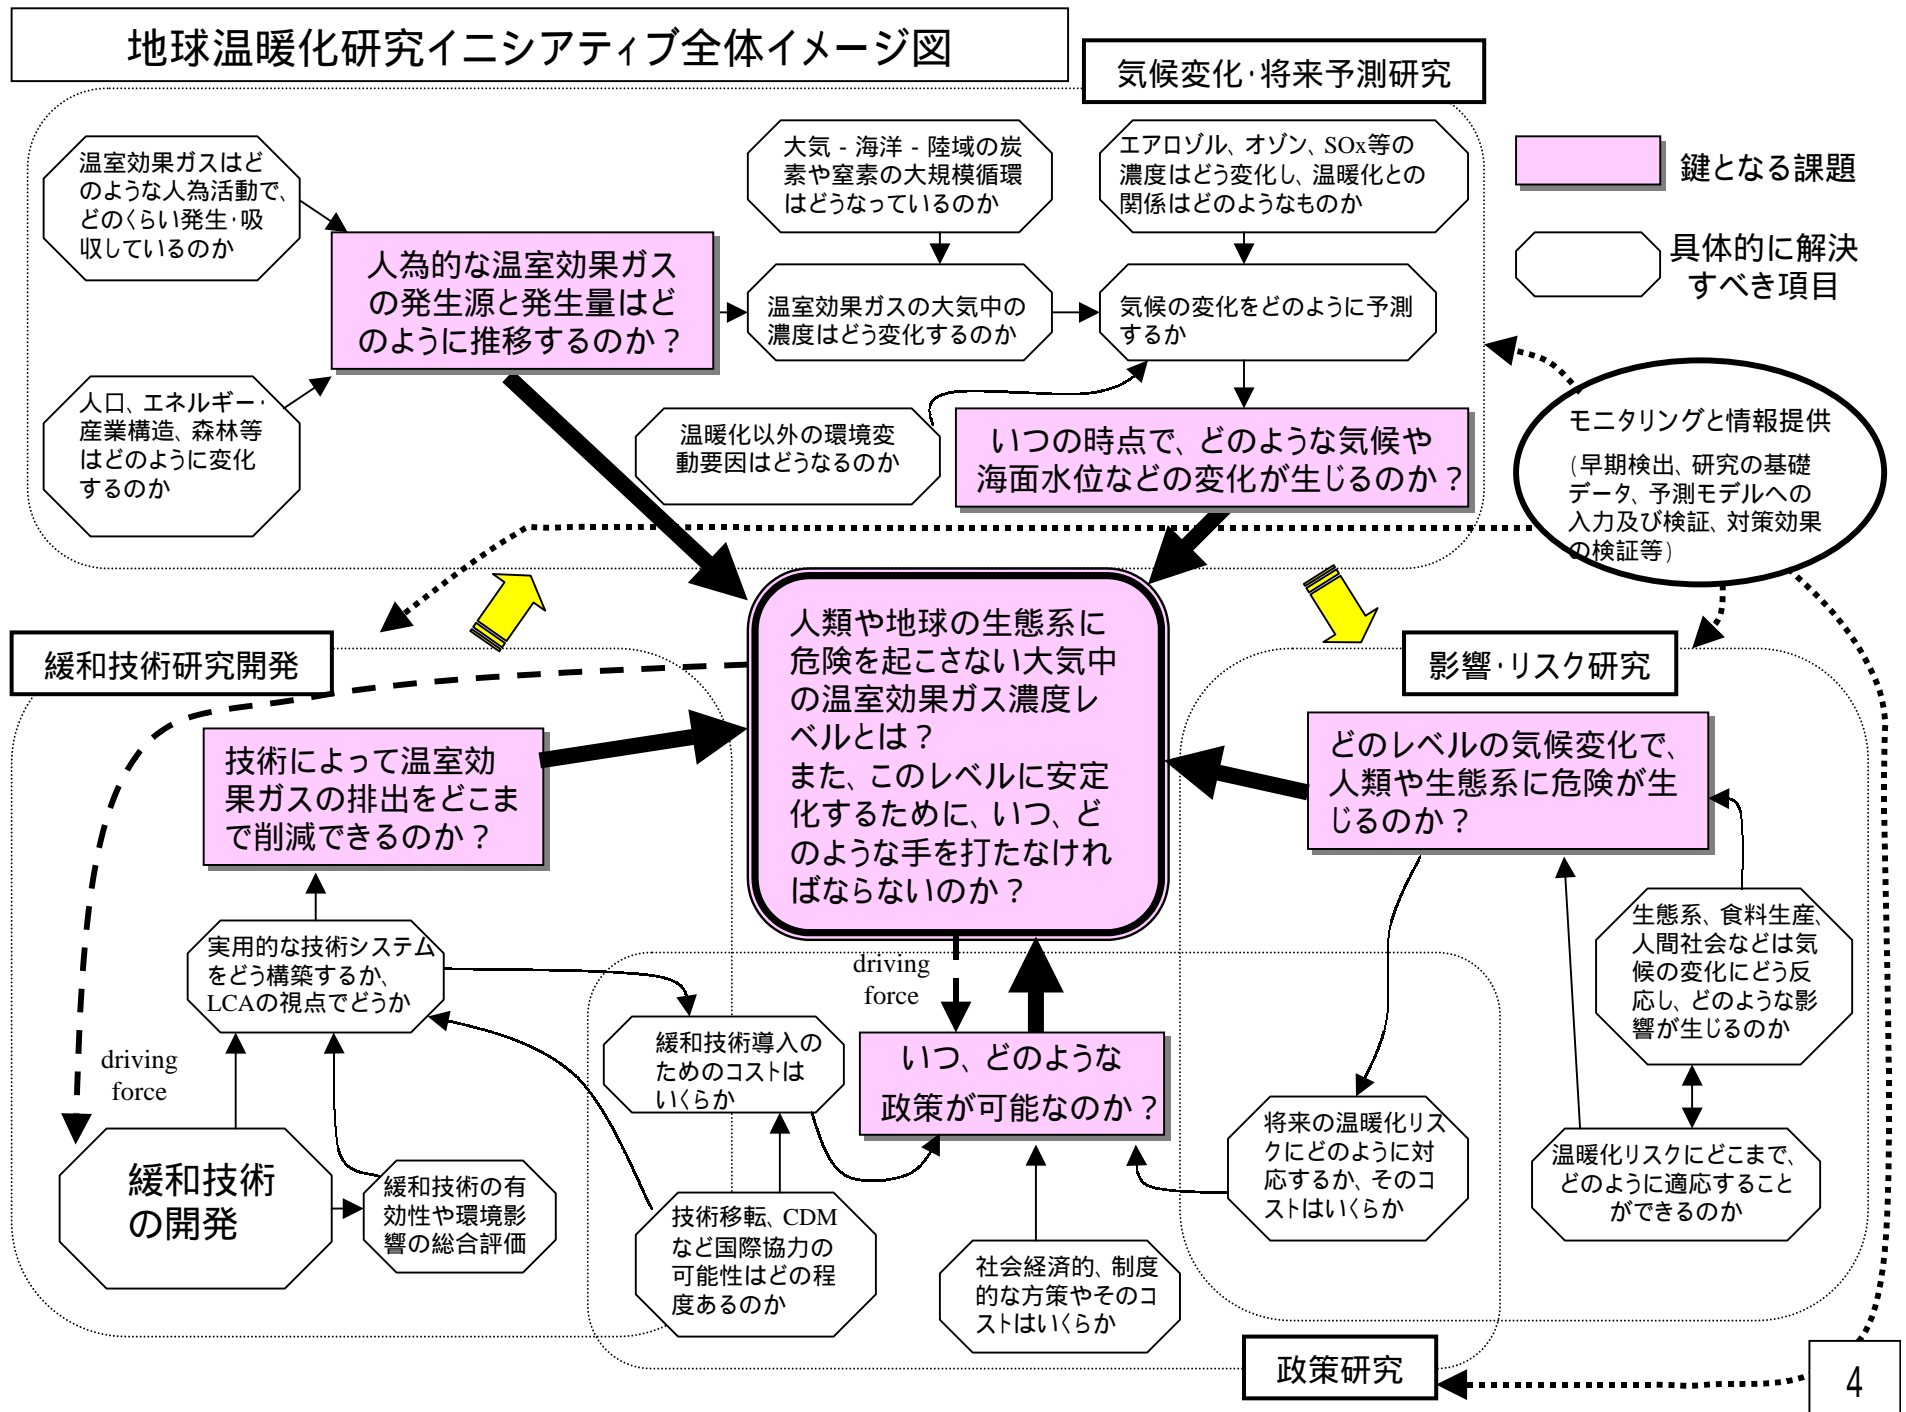 地球温暖化研究イニシアティブ全体イメージ図
気候変化・将来予測研究
温室効果ガスはど
のような人為活動で、
どのくらい発生・吸
収しているのか
大気 - 海洋 - 陸域の炭
素や窒素の大規模循環
はどうなっているのか
エアロゾル、オゾン、SOx等の
濃度はどう変化し、温暖化との
関係はどのようなものか
鍵となる課題
具体的に解決
すべき項目
人為的な温室効果ガス
の発生源と発生量はど
のように推移するのか？
温室効果ガスの大気中の
濃度はどう変化するのか
気候の変化をどのように予測
するか
人口、エネルギー・
産業構造、森林等
はどのように変化
するのか
温暖化以外の環境変
動要因はどうなるのか
いつの時点で、どのような気候や
海面水位などの変化が生じるのか？
モニタリングと情報提供
(早期検出、研究の基礎
データ、予測モデルへの
入力及び検証、対策効果
の検証等)
緩和技術研究開発
人類や地球の生態系に
危険を起こさない大気中
の温室効果ガス濃度レ
ベルとは？
また、このレベルに安定
化するために、いつ、ど
のような手を打たなけれ
ばならないのか？
影響・リスク研究
技術によって温室効
果ガスの排出をどこま
で削減できるのか？
どのレベルの気候変化で、
人類や生態系に危険が生
じるのか？
実用的な技術システム
をどう構築するか、
LCAの視点でどうか
driving
force
生態系、食料生産、
人間社会などは気
候の変化にどう反
応し、どのような影
響が生じるのか
driving
force
緩和技術導入の
ためのコストは
いくらか
いつ、どのような
政策が可能なのか？
将来の温暖化リス
クにどのように対
応するか、そのコ
ストはいくらか
温暖化リスクにどこまで、
どのように適応すること
ができるのか
緩和技術
の開発
緩和技術の有
効性や環境影
響の総合評価
技術移転、CDM
など国際協力の
可能性はどの程
度あるのか
社会経済的、制度
的な方策やそのコ
ストはいくらか
政策研究
4